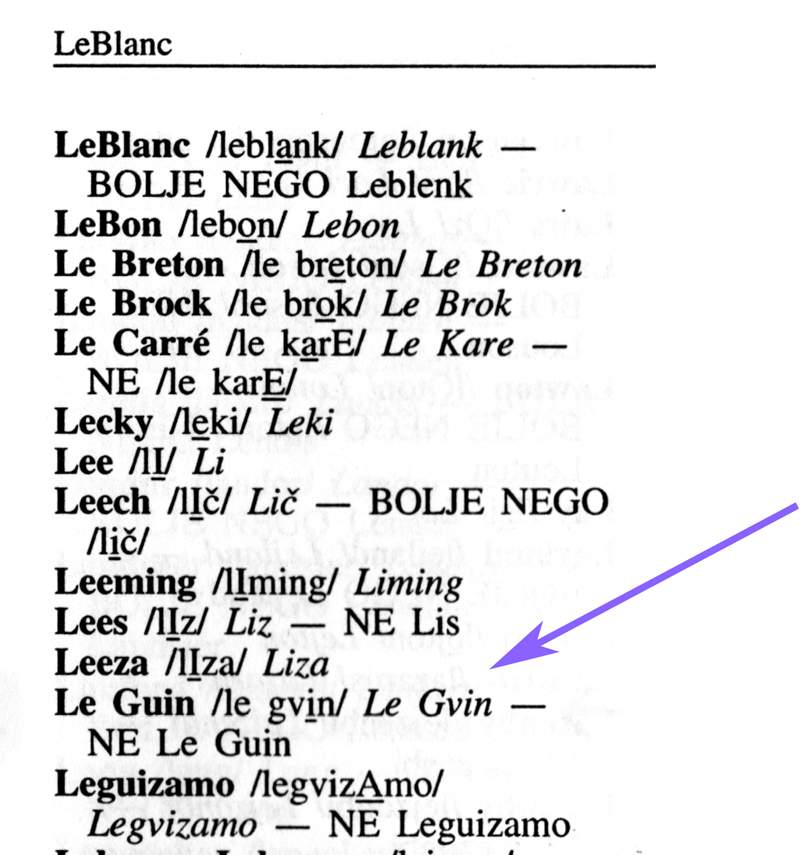 LeBlanc
LeBlanc /leblank/ Leblank —
BOLJE NEGO Leblenk
LeBon /lebon/ Lebon
Le Breton /le breton/ Le Breton
Le Brock /le brok/ Le Brok
Le Carré /le karE/ Le Kare —
NE /le karE/
Lecky /leki/ Leki
Lee /lI/ Li
Leech /lIč/ Lič — BOLJE NEGO
/lič/
Leeming /lIming/ Liming
Lees /lIz/ Liz — NE Lis
Leeza /lIza/ Liza
Le Guin /le gvin/ Le Gvin —
NE Le Guin
Leguizamo /legvizAmo/
Legvizamo — NE Leguizamo